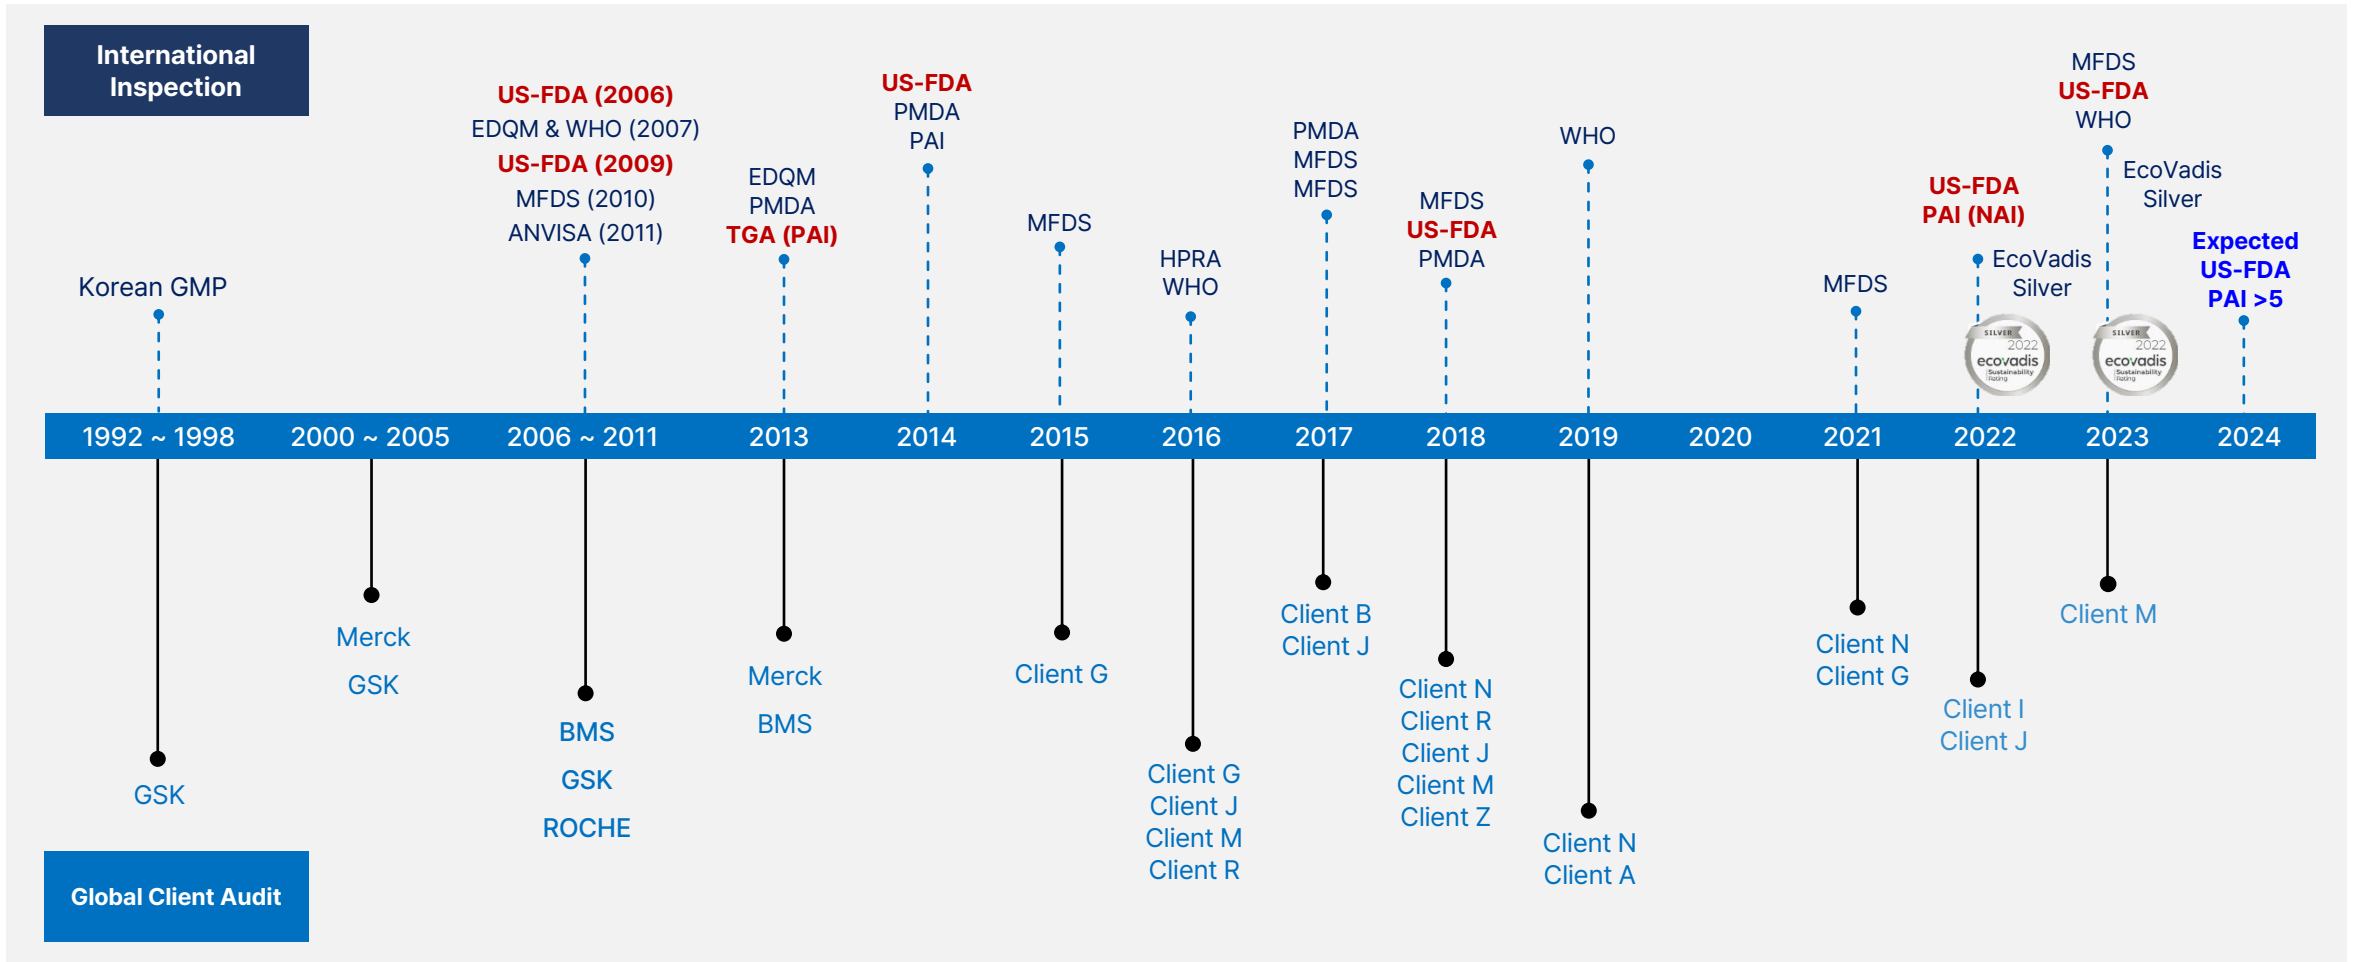 International
Inspection
Korean GMP
US-FDA (2006)
EDQM & WHO (2007)
US-FDA (2009)
MFDS (2010)
ANVISA (2011)
EDQM
PMDA
TGA (PAI)
US-FDA
PMDA
PAI
MFDS
HPRA
WHO
PMDA
MFDS
MFDS
MFDS
US-FDA
PMDA
WHO
MFDS
US-FDA
PAI (NAI)
EcoVadis
Silver
SILVER
2022
ecovadis
Sustainability
Rating
MFDS
US-FDA
WHO
EcoVadis
Silver
SILVER
2022
ecovadis
Sustainability
Rating
Expected
US-FDA
PAI >5
1992 ~ 1998 2000 ~ 2005 2006 ~ 2011 2013 2014 2015 2016 2017 2018 2019 2020 2021 2022 2023 2024
GSK
Merck
GSK
BMS
GSK
ROCHE
Merck
BMS
Client G
Client G
Client J
Client M
Client R
Client B
Client J
Client N
Client R
Client J
Client M
Client Z
Client N
Client A
Client N
Client G
Client I
Client J
Client M
Global Client Audit